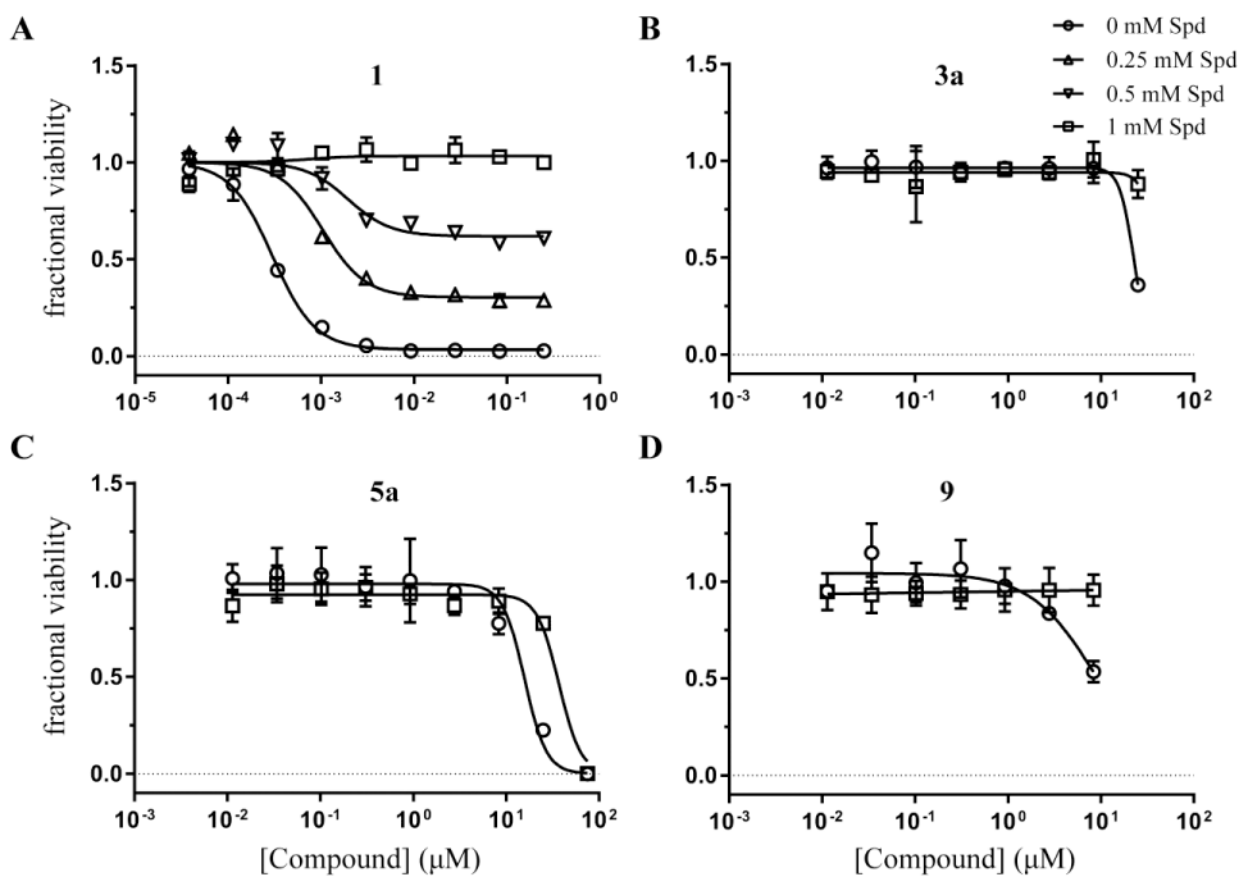 A
1
1.5
1.0
0.5
0.0
fractional viability
10-5 10-4 10-3 10-2 10-1 100
B
3a
0 mM Spd
0.25 mM Spd
0.5 mM Spd
1 mM Spd
1.5
1.0
0.5
0.0
10-3 10-2 10-1 100 101 102
C
5a
1.5
1.0
0.5
0.0
fractional viability
10-3 10-2 10-1 100 101 102
[Compound] (μM)
D
9
1.5
1.0
0.5
0.0
10-3 10-2 10-1 100 101 102
[Compound] (μM)